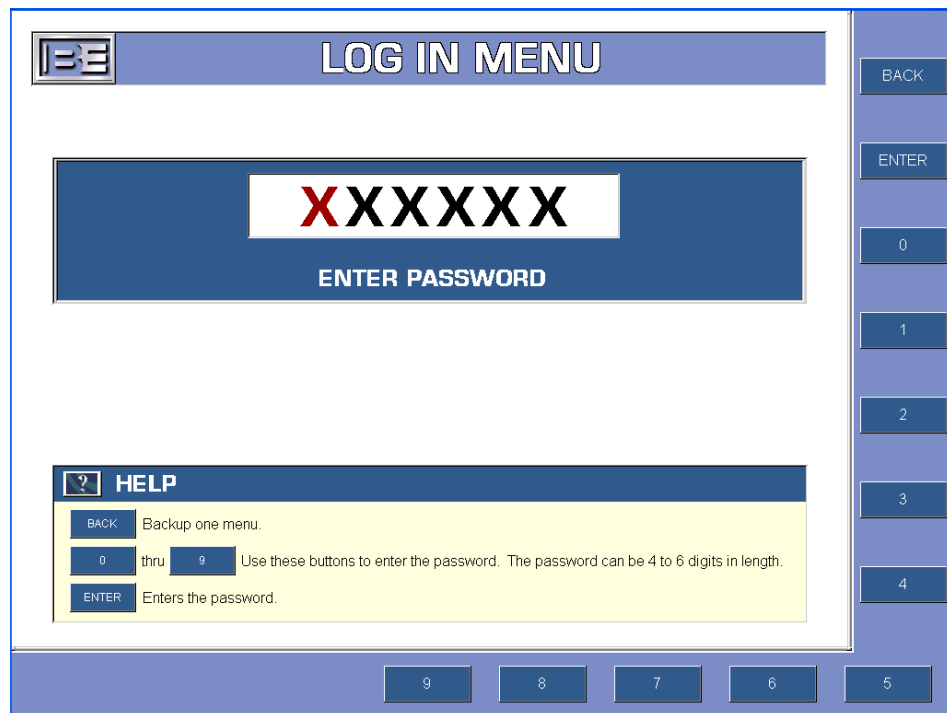 BE
LOG IN MENU
BACK
ENTER
XXXXXX
0
ENTER PASSWORD
1
2
? HELP
3
BACK Backup one menu.
0 thru 9 Use these buttons to enter the password. The password can be 4 to 6 digits in length.
4
ENTER Enters the password.
9 8 7 6 5